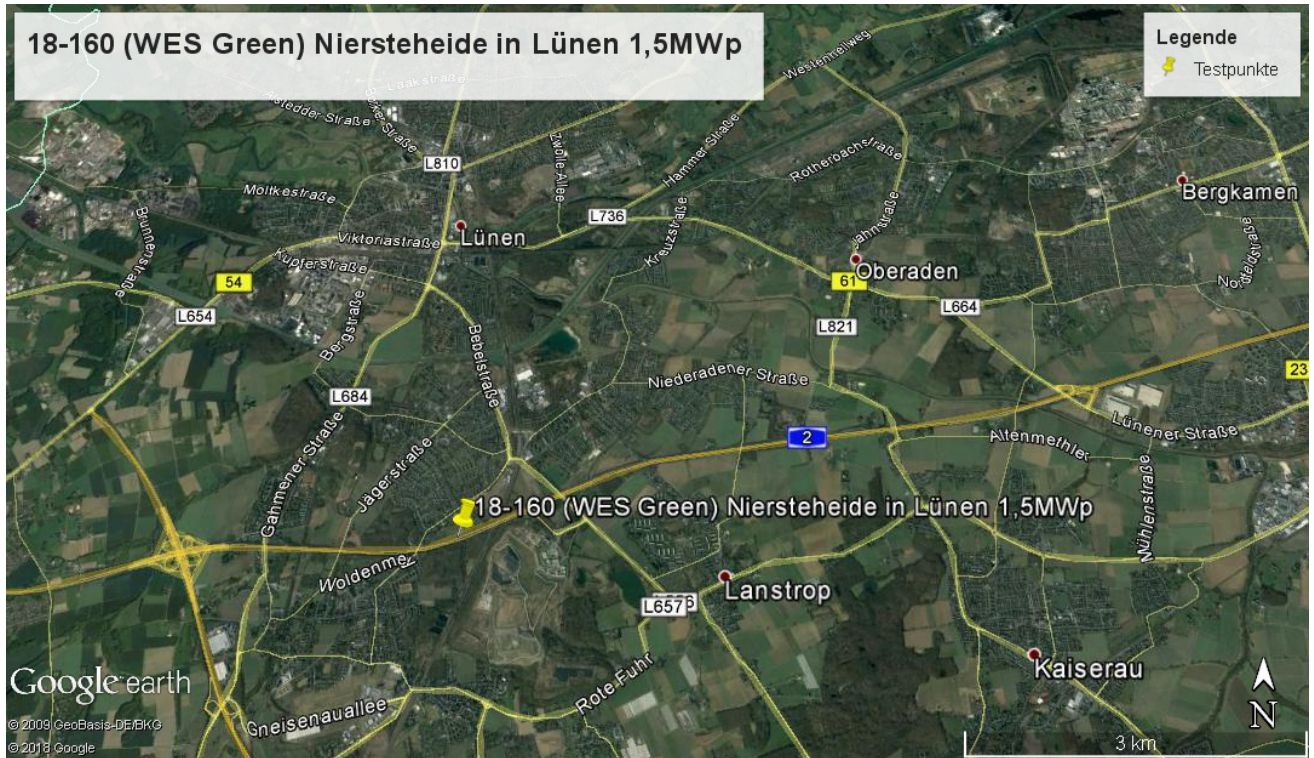 18-160 (WES Green) Niersteheide in Lünen 1,5MWp
Legende
Testpunkte
Laakstraße
Westenhellweg
Alstedder Straße
Straße
L810
Zwolle Allee
Hammer Straße
Rotherbachstraße
Moltkestraße
Bergkamen
Brunnenstraße
L736
Kreuzstraße
Jahnstraße
Viktoriastraße
Lünen
Kupferstraße
Oberaden
54
61
L654
L821
L664
Bergstraße
Bebelstraße
Niederadener Straße
23
L684
2
Lünener Straße
Gahmener Straße
Jägerstraße
Altenmethler
Mühlenstraße
18-160 (WES Green) Niersteheide in Lünen 1,5MWp
Woldenmey
Lanstrop
L657
Kaiserau
Rote Fuhr
Gneisenauallee
Google earth
© 2009 GeoBasis-DE/BKG
© 2018 Google
N
3 km